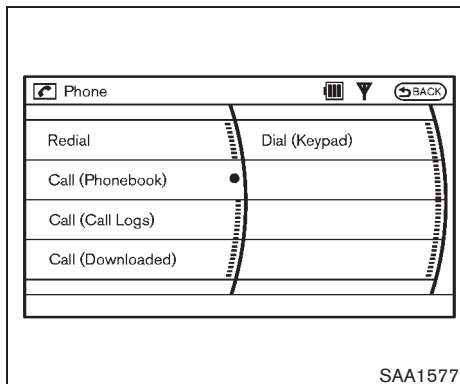 Phone
BACK
Redial
Dial (Keypad)
Call (Phonebook)
Call (Call Logs)
Call (Downloaded)
SAA1577